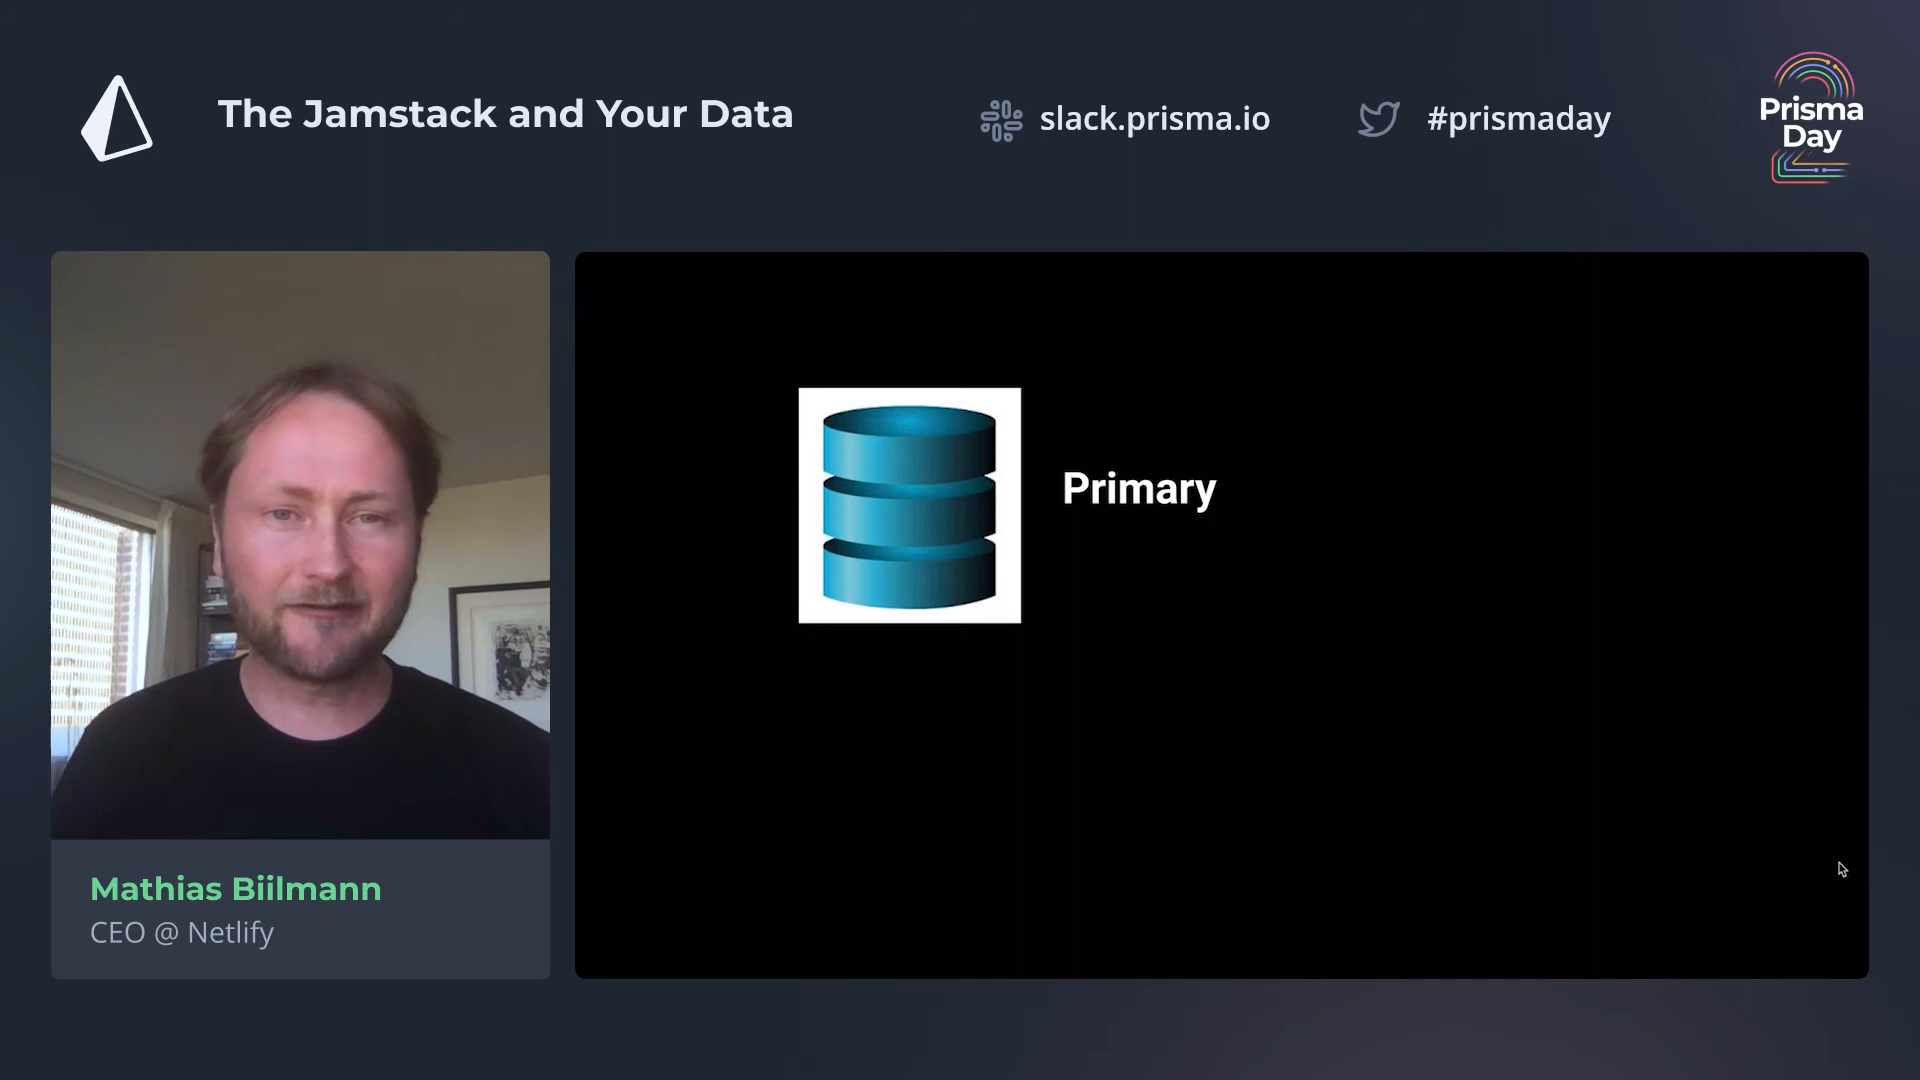 The Jamstack and Your Data
slack.prisma.io
#prismaday
Prisma
Day
Primary
Mathias Biilmann
CEO @ Netlify